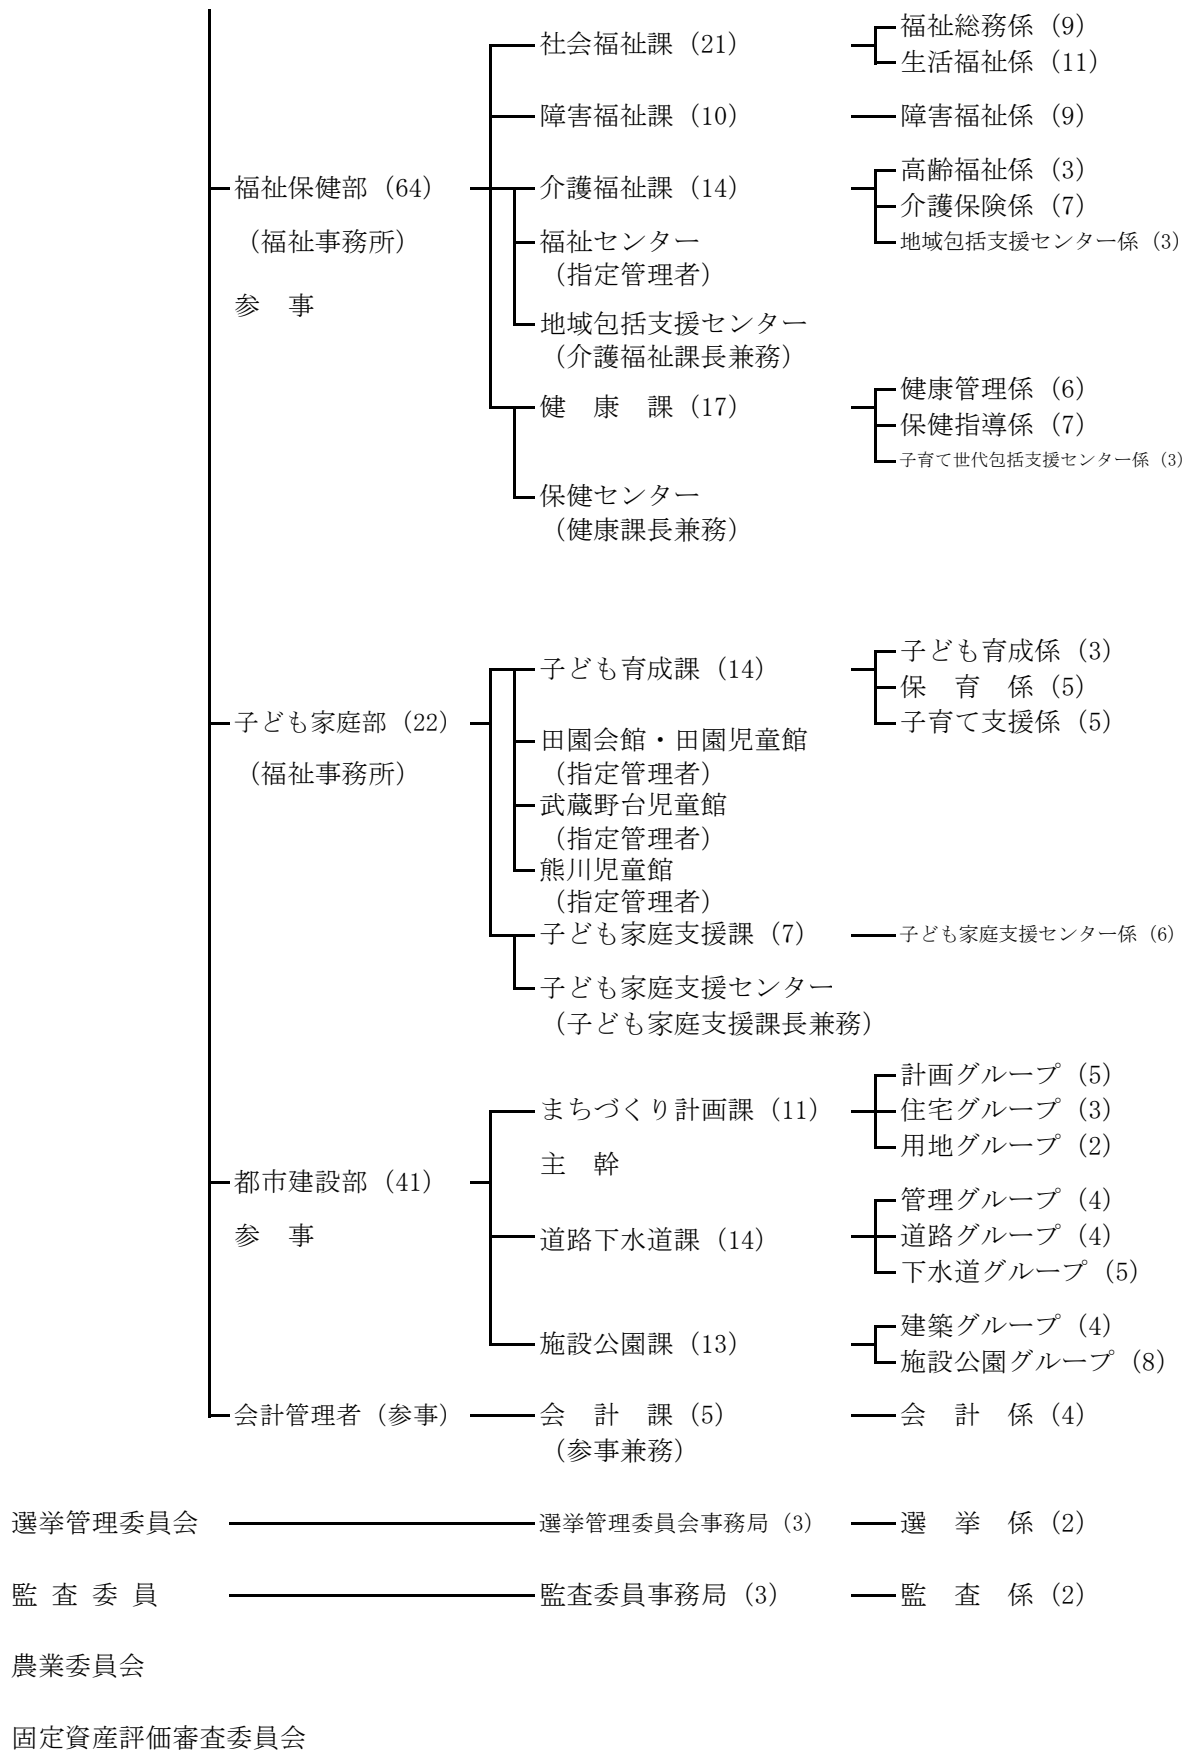 社会福祉課（21）
福祉総務係（9）
生活福祉係（11）
障害福祉課（10）
障害福祉係（9）
福祉保健部（64）
（福祉事務所）
参　事
介護福祉課（14）
高齢福祉係（3）
介護保険係（7）
地域包括支援センター係（3）
福祉センター
（指定管理者）
地域包括支援センター
（介護福祉課長兼務）
健　康　課（17）
健康管理係（6）
保健指導係（7）
子育て世代包括支援センター係（3）
保健センター
（健康課長兼務）
子ども家庭部（22）
（福祉事務所）
子ども育成課（14）
子ども育成係（3）
保　育　係（5）
子育て支援係（5）
田園会館・田園児童館
（指定管理者）
武蔵野台児童館
（指定管理者）
熊川児童館
（指定管理者）
子ども家庭支援課（7）
子ども家庭支援センター係（6）
子ども家庭支援センター
（子ども家庭支援課長兼務）
都市建設部（41）
参　事
まちづくり計画課（11）
主　幹
計画グループ（5）
住宅グループ（3）
用地グループ（2）
道路下水道課（14）
管理グループ（4）
道路グループ（4）
下水道グループ（5）
施設公園課（13）
建築グループ（4）
施設公園グループ（8）
会計管理者（参事）
会　計　課（5）
（参事兼務）
会　計　係（4）
選挙管理委員会
選挙管理委員会事務局（3）
選　挙　係（2）
監 査 委 員
監査委員事務局（3）
監　査　係（2）
農業委員会
固定資産評価審査委員会